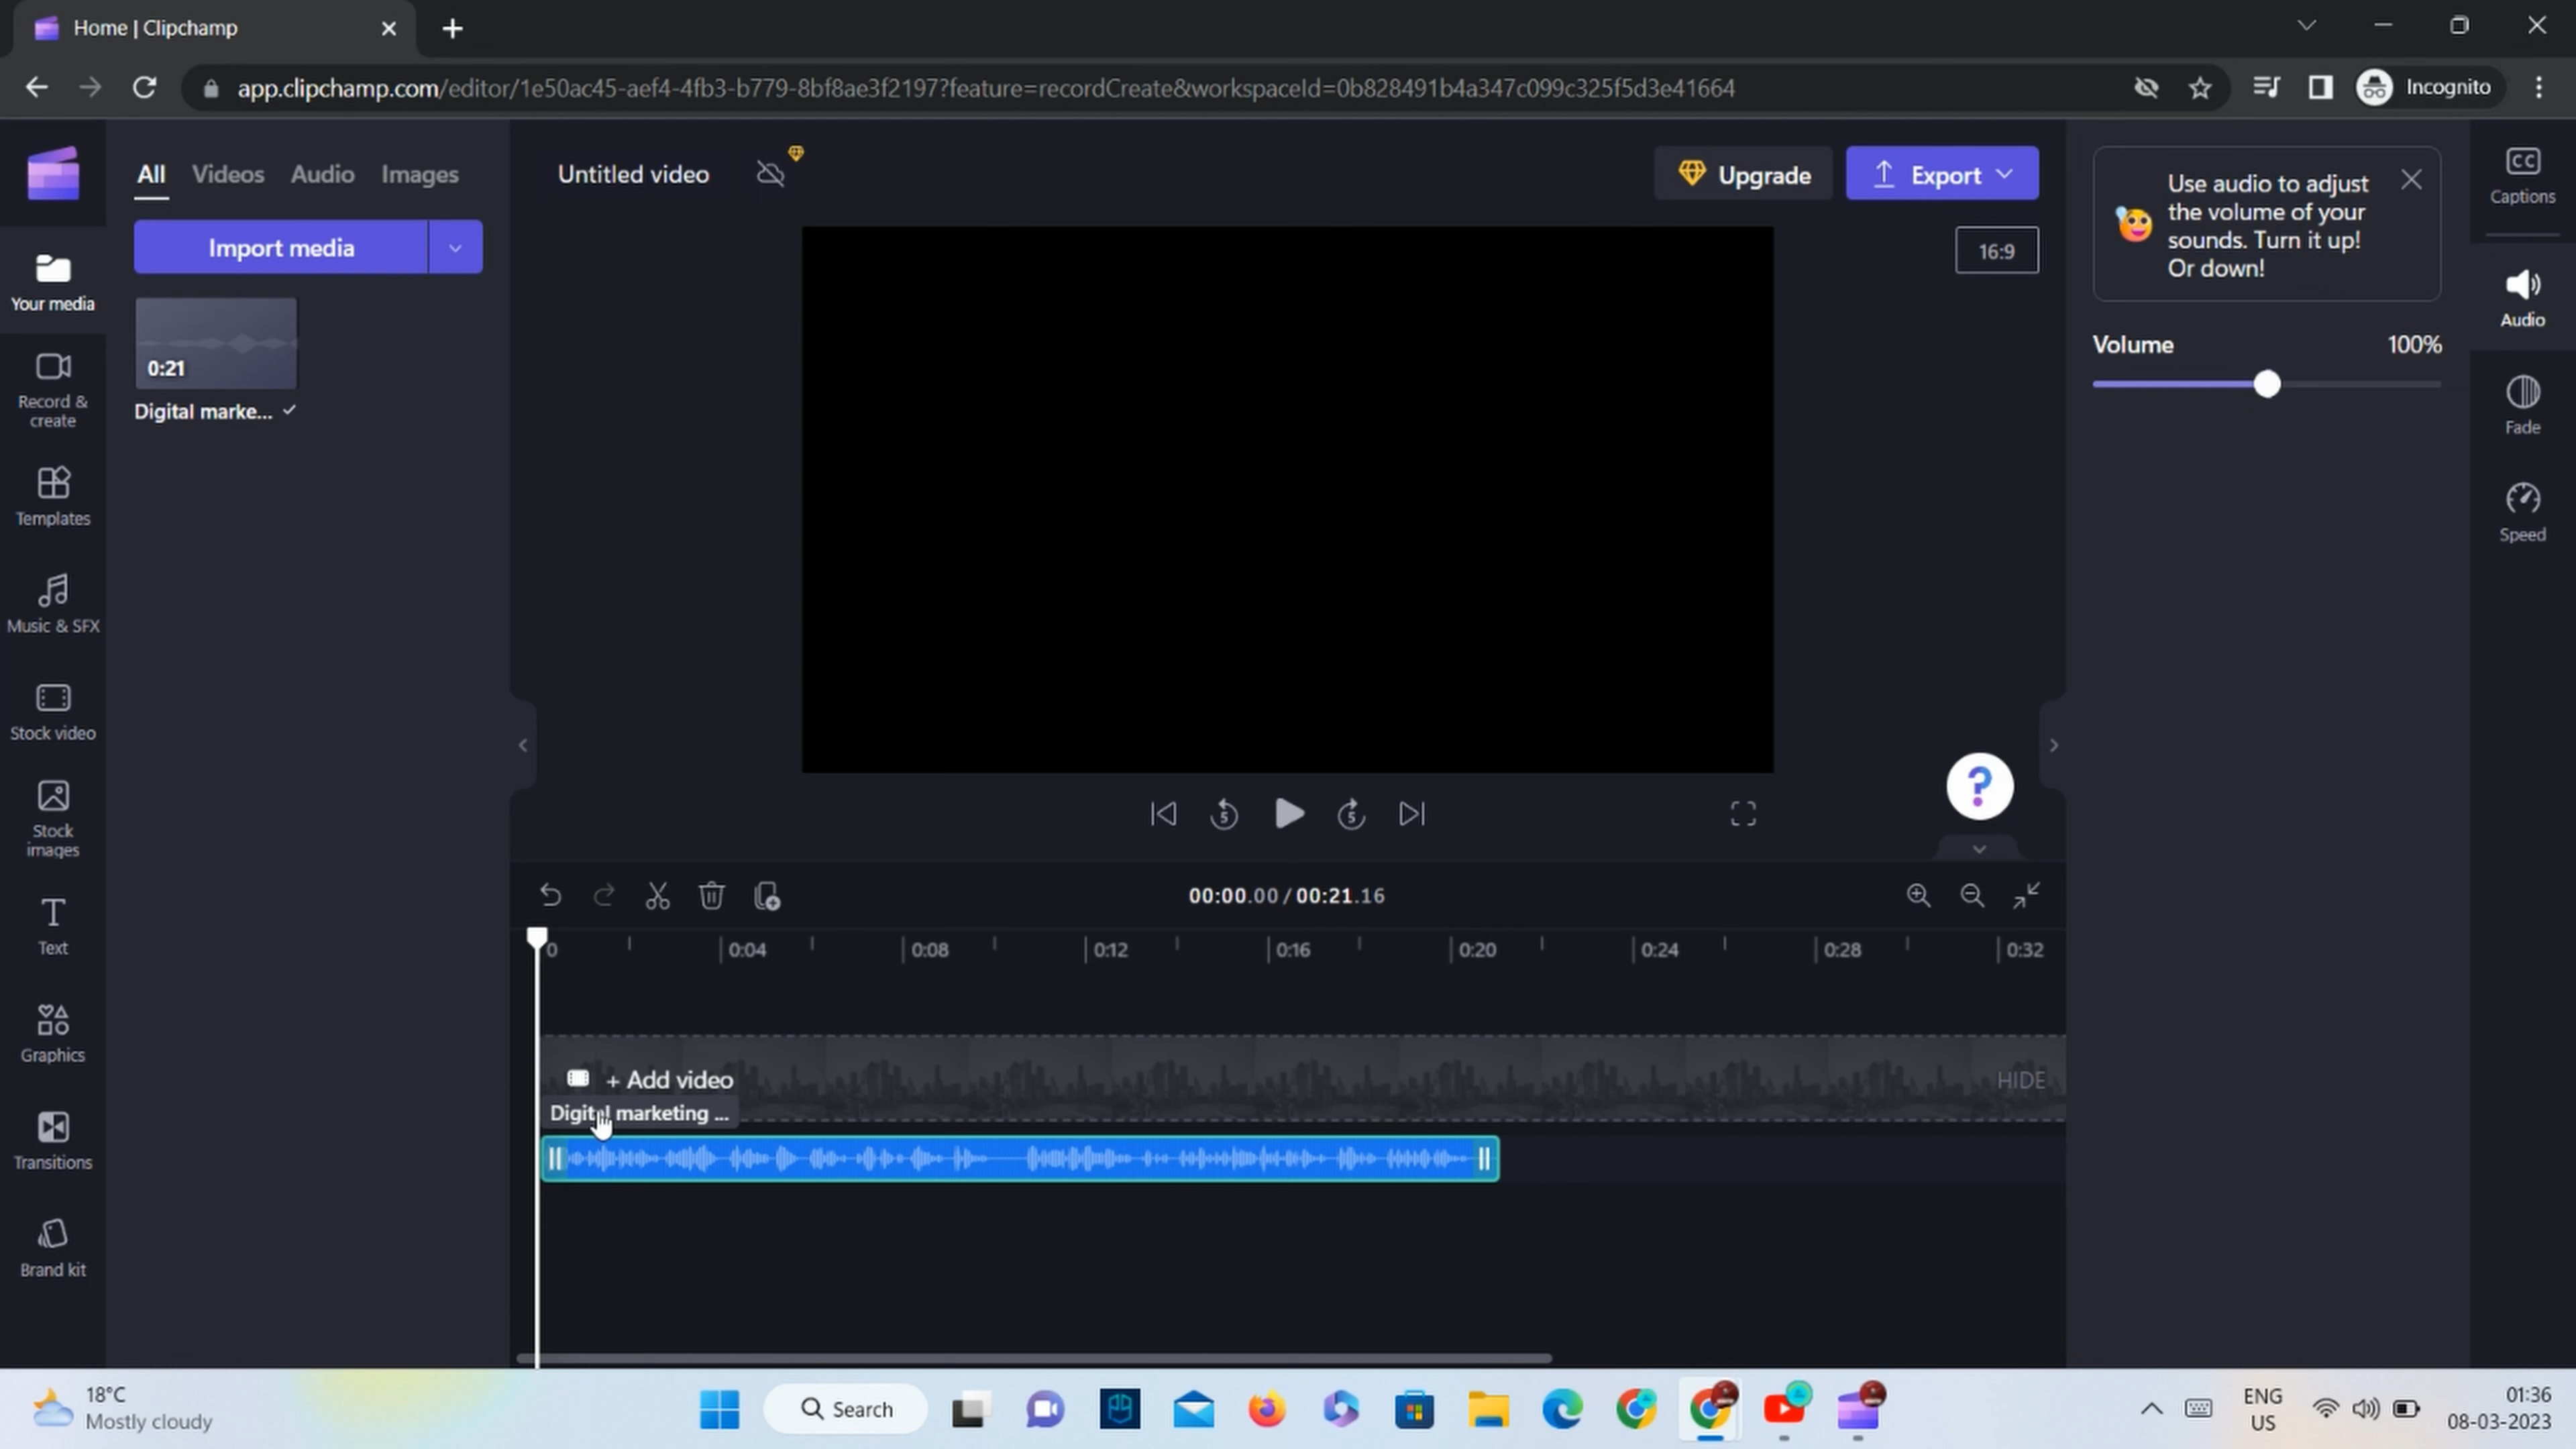 Home | Clipchamp
app.clipchamp.com/editor/1e50ac45-aef4-4fb3-b779-8bf8ae3f2197?feature=recordCreate&workspaceId=0b828491b4a347c099c325f5d3e41664
Incognito
Your media
Record &
create
Templates
Music & SFX
Stock video
Stock
images
Text
Graphics
Transitions
Brand kit
All Videos Audio Images
Import media
0:21
Digital marke...
Untitled video
Upgrade
Export
16:9
Use audio to adjust
the volume of your
sounds. Turn it up!
Or down!
Volume 100%
CC
Captions
Audio
Fade
Speed
5
5
?
00:00.00 / 00:21.16
0 0:04 0:08 0:12 0:16 0:20 0:24 0:28 0:32
+ Add video
HIDE
Digital marketing ...
18°C
Mostly cloudy
Search
ENG
US
01:36
08-03-2023